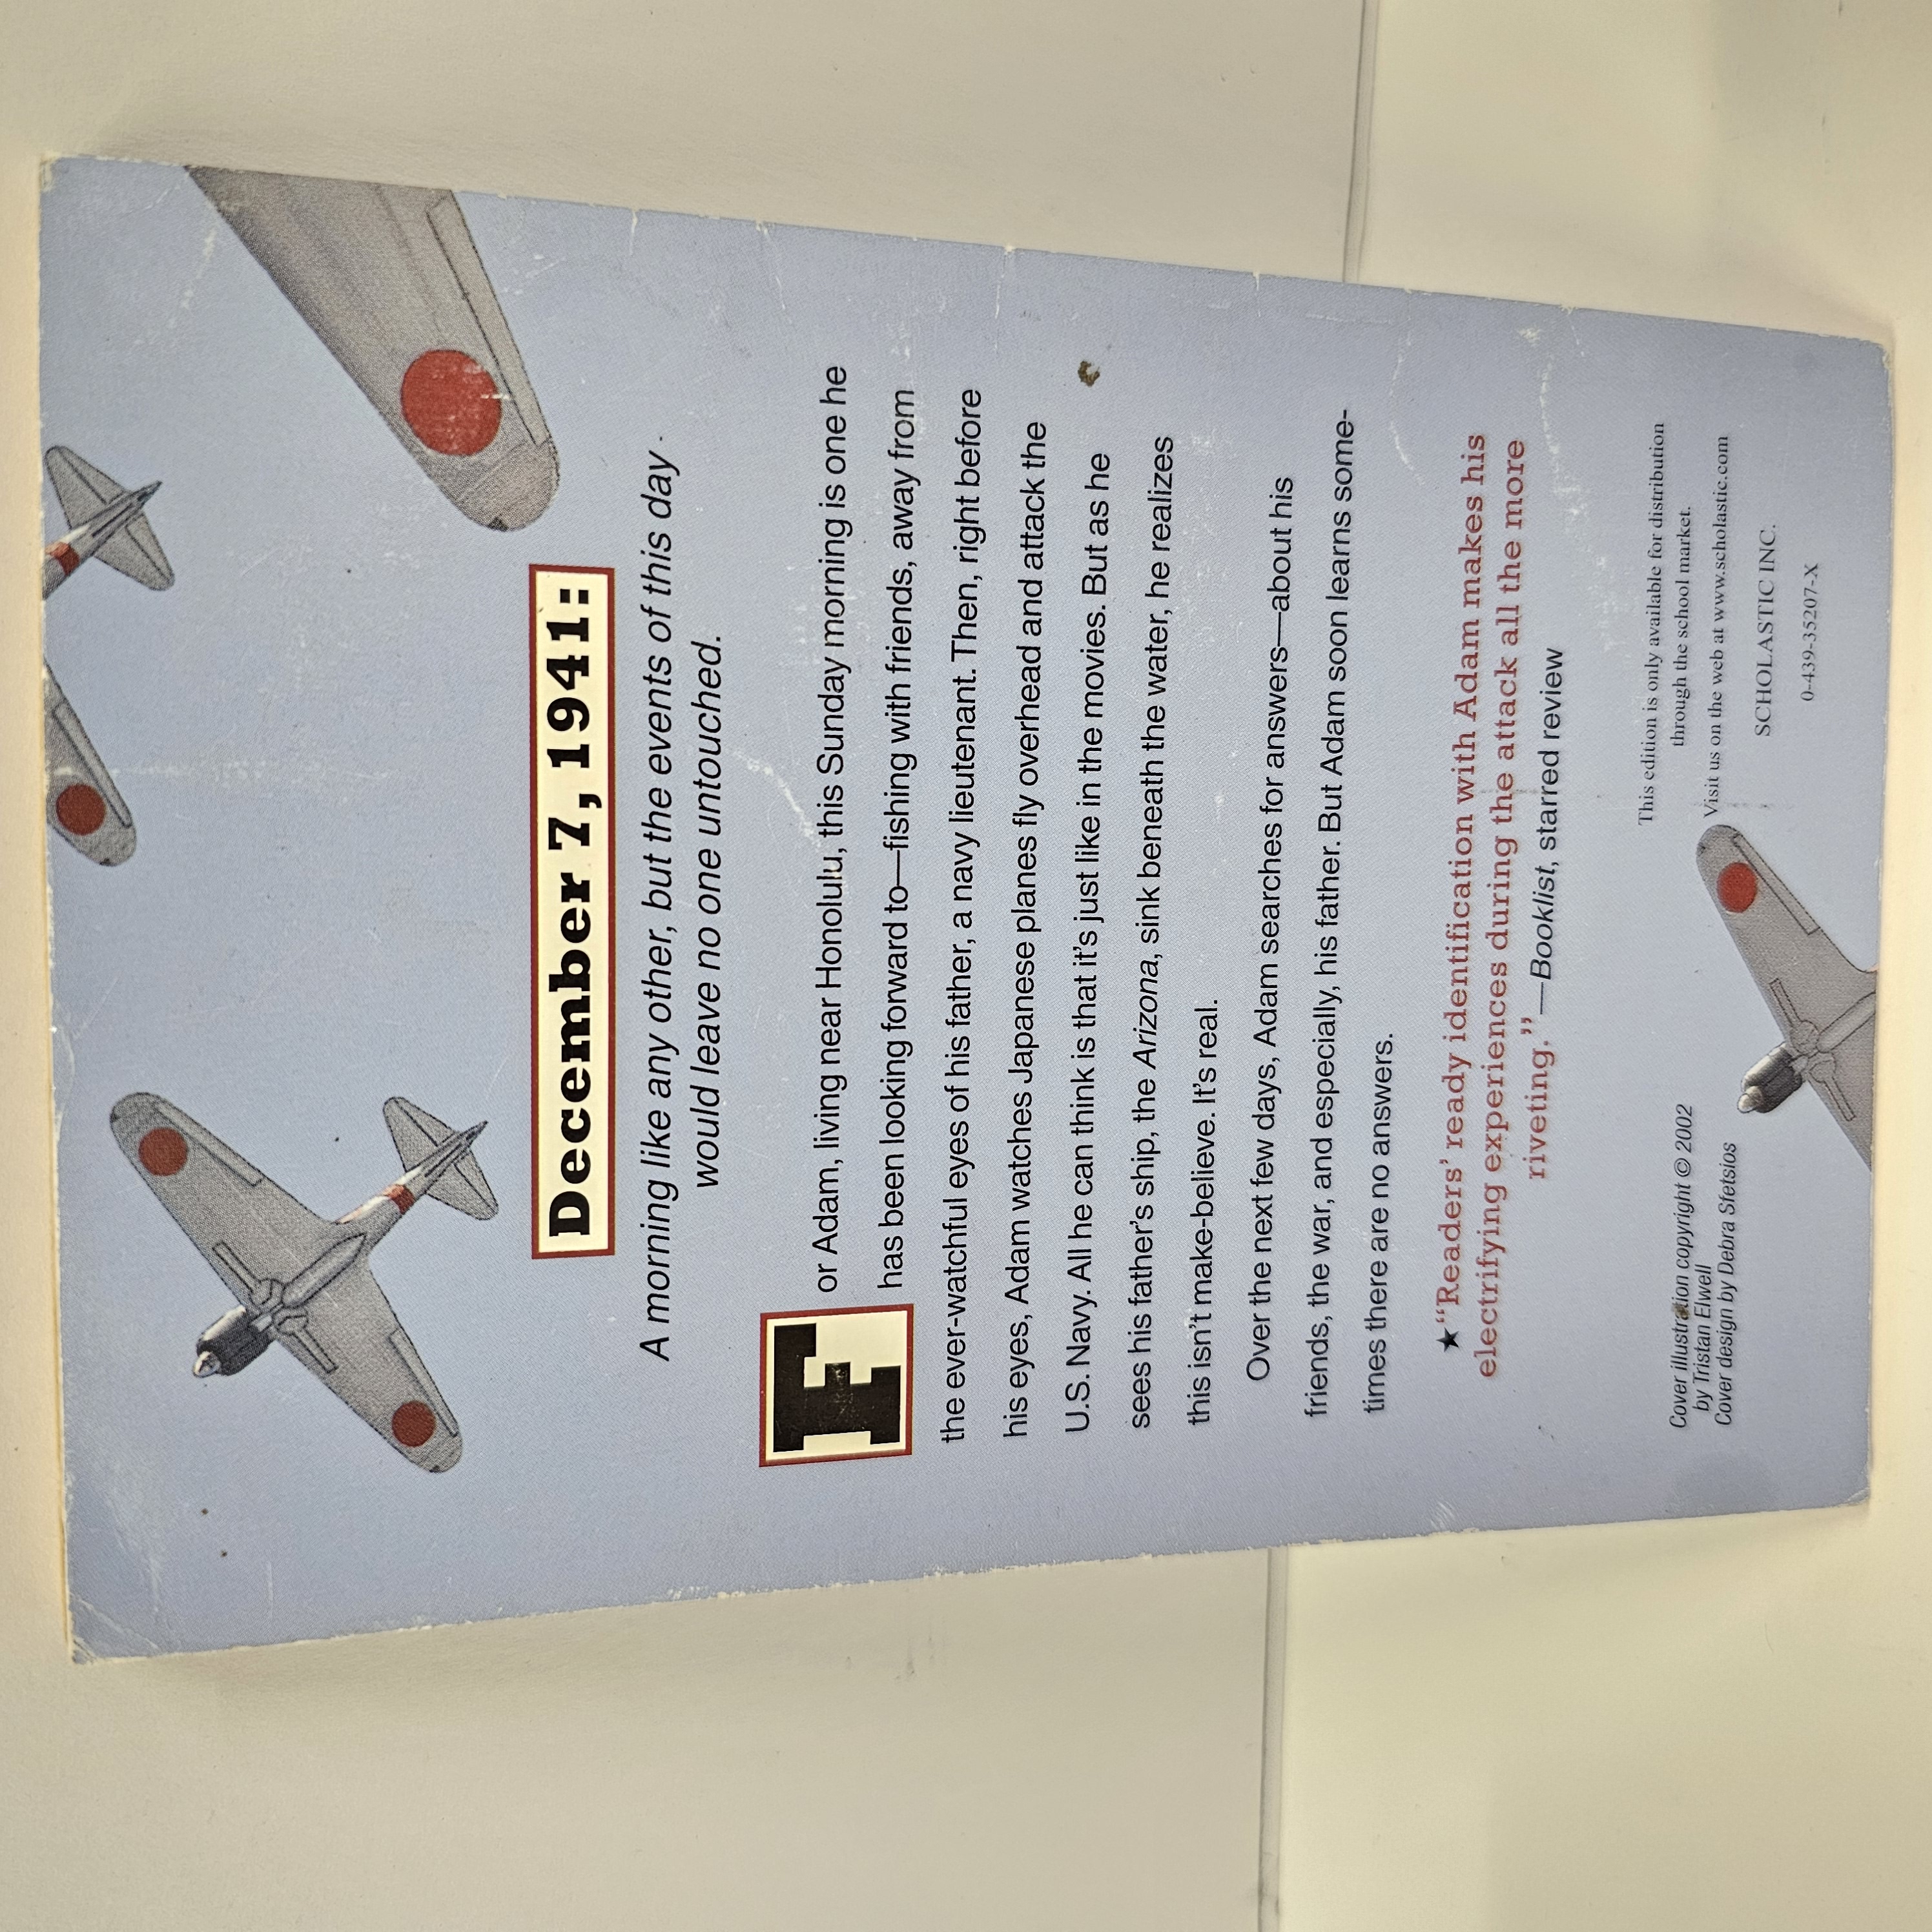 December 7, 1941:
A morning like any other, but the events of this day
would leave no one untouched.
For Adam, living near Honolulu, this Sunday morning is one he
has been looking forward to—fishing with friends, away from
the ever-watchful eyes of his father, a navy lieutenant. Then, right before
his eyes, Adam watches Japanese planes fly overhead and attack the
U.S. Navy. All he can think is that it's just like in the movies. But as he
sees his father's ship, the Arizona, sink beneath the water, he realizes
this isn't make-believe. It's real.
Over the next few days, Adam searches for answers—about his
friends, the war, and especially, his father. But Adam soon learns some-
times there are no answers.
★“Readers’ ready identification with Adam makes his
electrifying experiences during the attack all the more
riveting.”—Booklist, starred review
Cover illustration copyright © 2002
by Tristan Elwell
Cover design by Debra Sfetsios
This edition is only available for distribution
through the school market.
Visit us on the web at www.scholastic.com
SCHOLASTIC INC.
0-439-35207-X